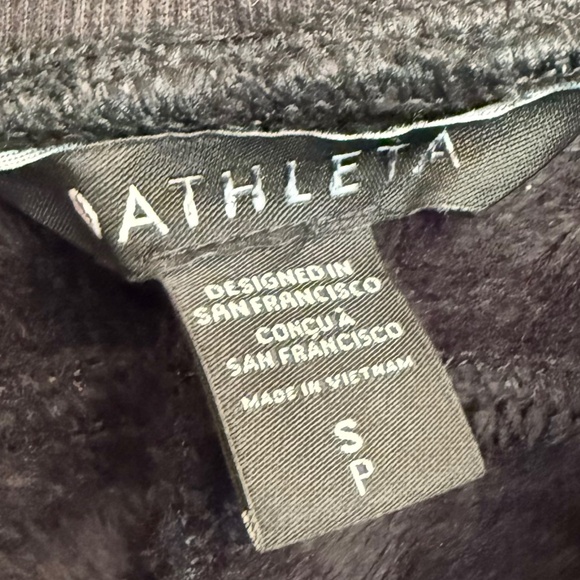 ATHLETA
DESIGNED IN
SAN FRANCISCO
CONÇU À
SAN FRANCISCO
MADE IN VIETNAM
S
P